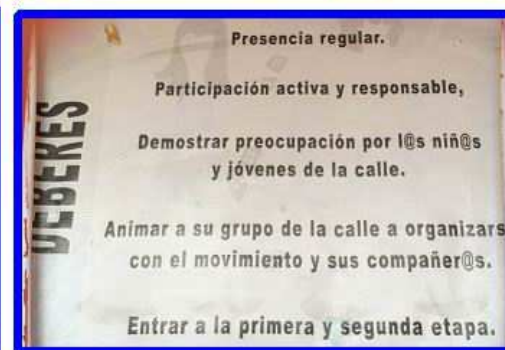 DEBERES
Presencia regular.
Participación activa y responsable,
Demostrar preocupación por l@s niñ@s
y jóvenes de la calle.
Animar a su grupo de la calle a organizars
con el movimiento y sus compañer@s.
Entrar a la primera y segunda etapa.